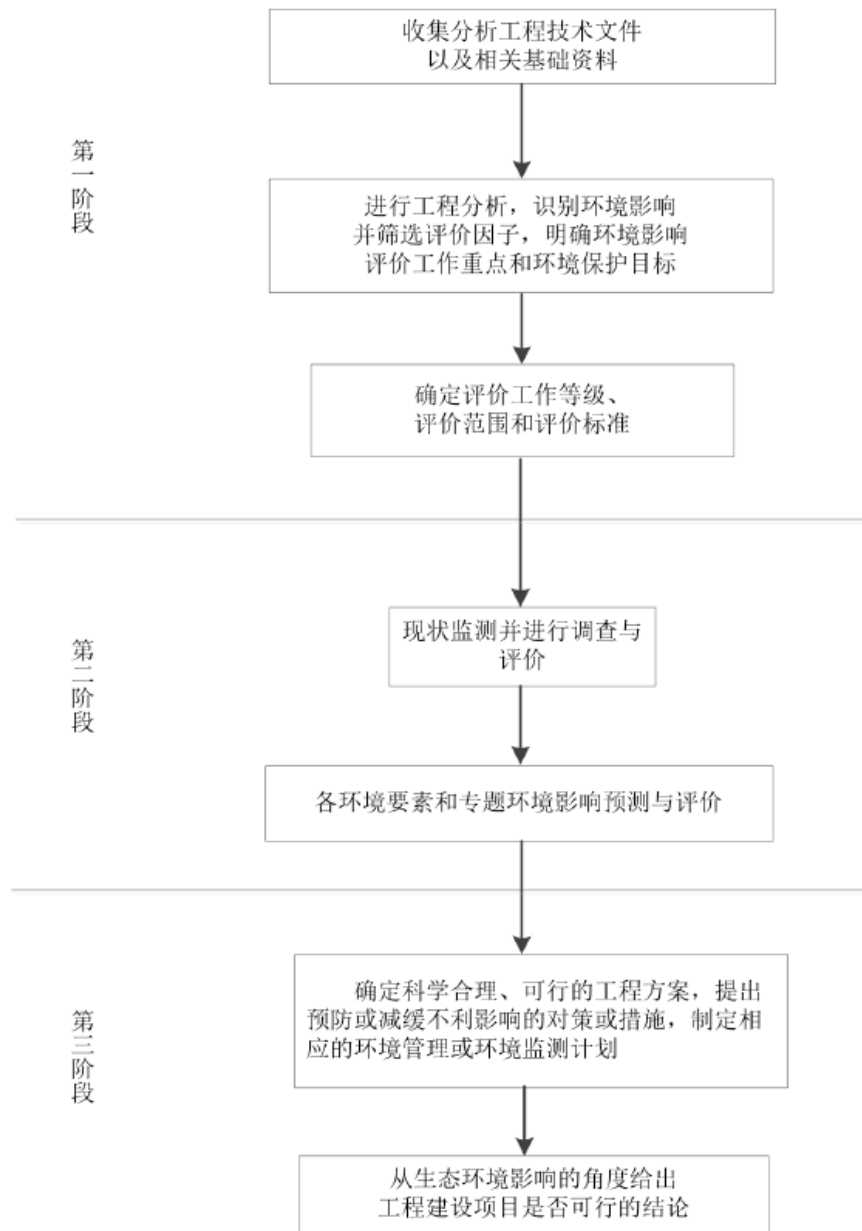 收集分析工程技术文件
以及相关基础资料
第一阶段
进行工程分析，识别环境影响
并筛选评价因子，明确环境影响
评价工作重点和环境保护目标
确定评价工作等级、
评价范围和评价标准
第二阶段
现状监测并进行调查与
评价
各环境要素和专题环境影响预测与评价
第三阶段
确定科学合理、可行的工程方案，提出
预防或减缓不利影响的对策或措施，制定相
应的环境管理或环境监测计划
从生态环境影响的角度给出
工程建设项目是否可行的结论